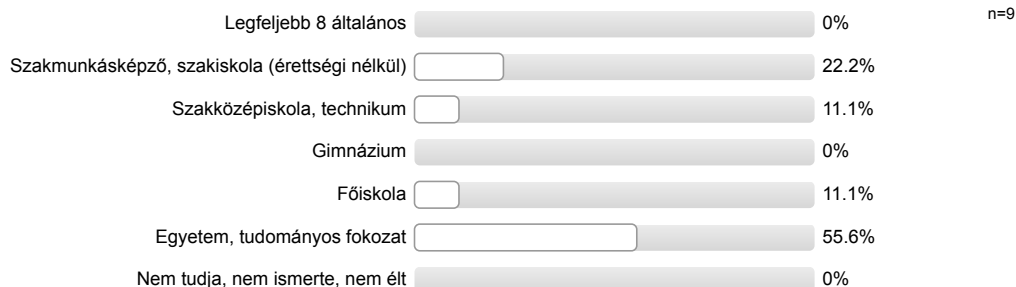 Legfeljebb 8 általános 0% n=9
Szakmunkásképző, szakiskola (érettségi nélkül) 22.2%
Szakközépiskola, technikum 11.1%
Gimnázium 0%
Főiskola 11.1%
Egyetem, tudományos fokozat 55.6%
Nem tudja, nem ismerte, nem élt 0%